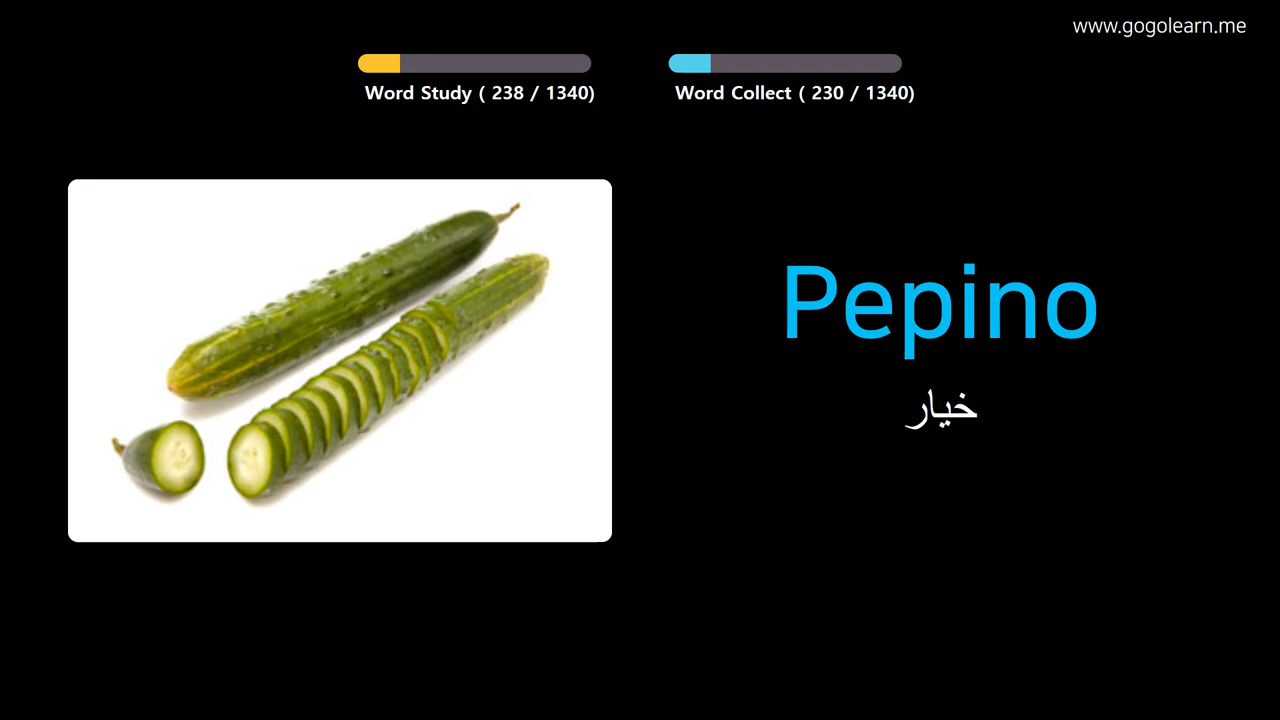 www.gogolearn.me
Word Study ( 238 / 1340)
Word Collect ( 230 / 1340)
Pepino
خيار